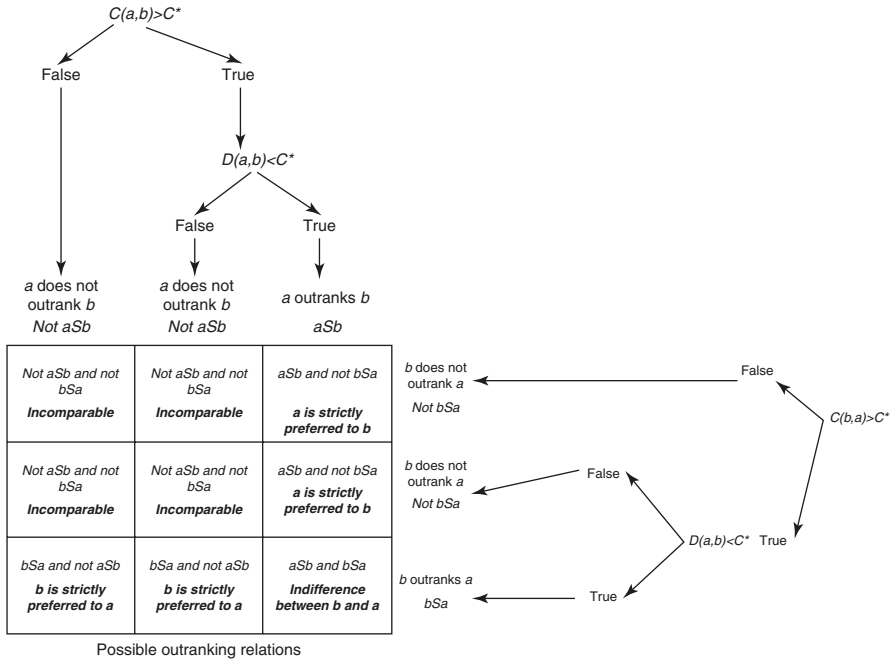 C(a,b)>C*
False
True
D(a,b)<C*
False
True
a does not
outrank b
Not aSb
a does not
outrank b
Not aSb
a outranks b
aSb
Not aSb and not
bSa
Incomparable
Not aSb and not
bSa
Incomparable
aSb and not bSa
a is strictly
preferred to b
b does not
outrank a
Not bSa
False
C(b,a)>C*
Not aSb and not
bSa
Incomparable
Not aSb and not
bSa
Incomparable
aSb and not bSa
a is strictly
preferred to b
b does not
outrank a
Not bSa
False
D(a,b)<C*
True
bSa and not aSb
b is strictly
preferred to a
bSa and not aSb
b is strictly
preferred to a
aSb and bSa
Indifference
between b and a
b outranks a
bSa
True
Possible outranking relations